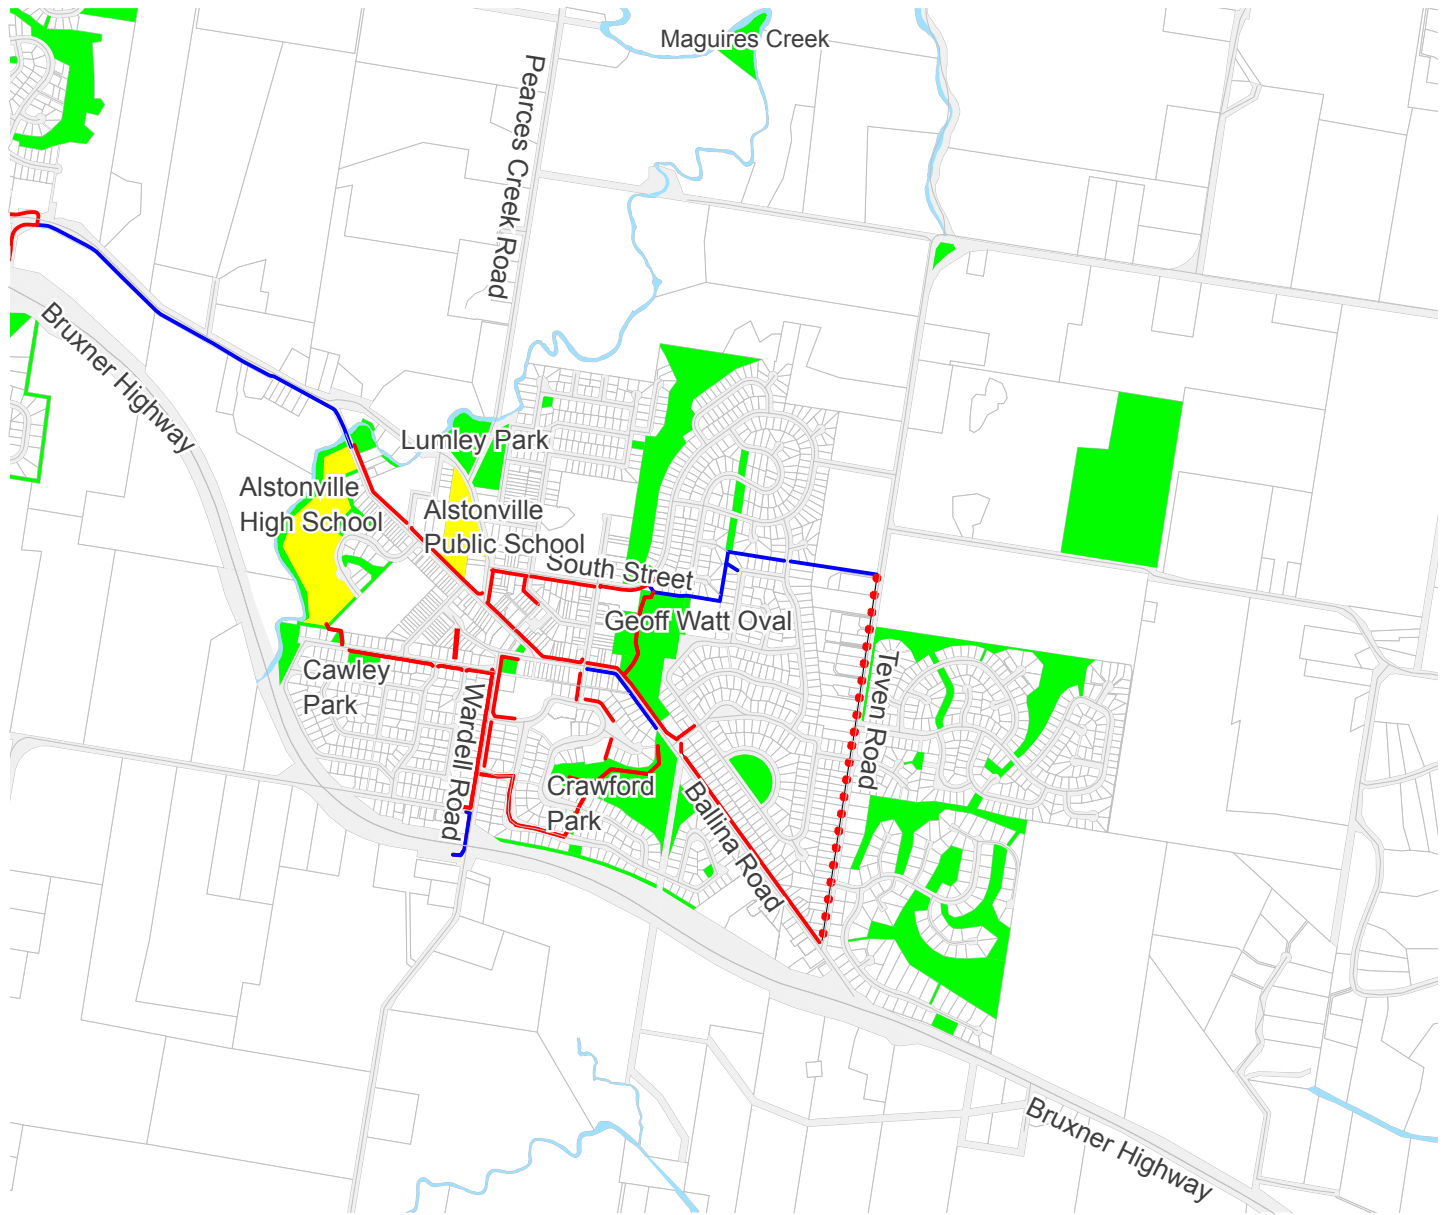 Maguires Creek
Pearces Creek Road
Bruxner Highway
Lumley Park
Alstonville
High School
Alstonville
Public School
South Street
Geoff Watt Oval
Cawley
Park
Wardell Road
Teven Road
Crawford
Park
Ballina Road
Bruxner Highway